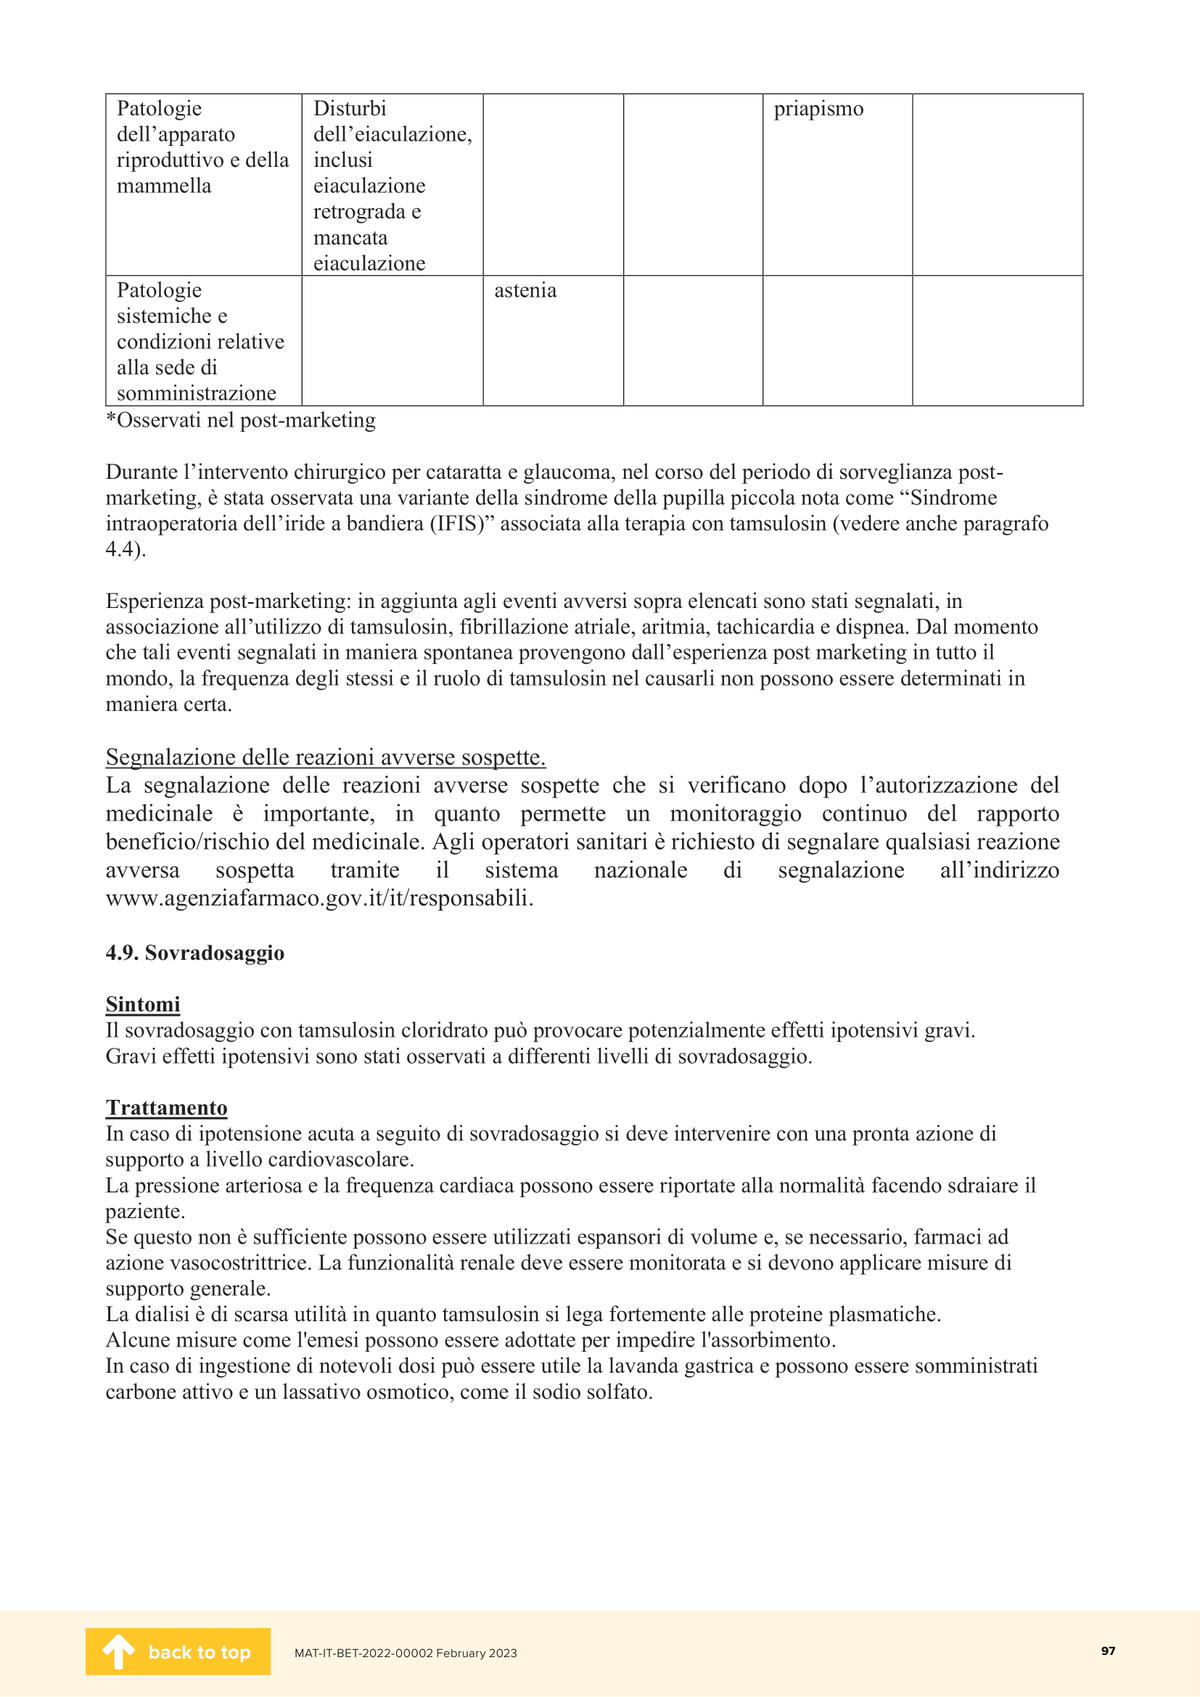 Patologie
dell’apparato
riproduttivo e della
mammella
Disturbi
dell’eiaculazione,
inclusi
eiaculazione
retrograda e
mancata
eiaculazione
priapismo
Patologie
sistemiche e
condizioni relative
alla sede di
somministrazione
astenia
*Osservati nel post-marketing
Durante l’intervento chirurgico per cataratta e glaucoma, nel corso del periodo di sorveglianza post-
marketing, è stata osservata una variante della sindrome della pupilla piccola nota come “Sindrome
intraoperatoria dell’iride a bandiera (IFIS)” associata alla terapia con tamsulosin (vedere anche paragrafo
4.4).
Esperienza post-marketing: in aggiunta agli eventi avversi sopra elencati sono stati segnalati, in
associazione all’utilizzo di tamsulosin, fibrillazione atriale, aritmia, tachicardia e dispnea. Dal momento
che tali eventi segnalati in maniera spontanea provengono dall’esperienza post marketing in tutto il
mondo, la frequenza degli stessi e il ruolo di tamsulosin nel causarli non possono essere determinati in
maniera certa.
Segnalazione delle reazioni avverse sospette.
La segnalazione delle reazioni avverse sospette che si verificano dopo l’autorizzazione del
medicinale è importante, in quanto permette un monitoraggio continuo del rapporto
beneficio/rischio del medicinale. Agli operatori sanitari è richiesto di segnalare qualsiasi reazione
avversa sospetta tramite il sistema nazionale di segnalazione all’indirizzo
www.agenziafarmaco.gov.it/it/responsabili.
4.9. Sovradosaggio
Sintomi
Il sovradosaggio con tamsulosin cloridrato può provocare potenzialmente effetti ipotensivi gravi.
Gravi effetti ipotensivi sono stati osservati a differenti livelli di sovradosaggio.
Trattamento
In caso di ipotensione acuta a seguito di sovradosaggio si deve intervenire con una pronta azione di
supporto a livello cardiovascolare.
La pressione arteriosa e la frequenza cardiaca possono essere riportate alla normalità facendo sdraiare il
paziente.
Se questo non è sufficiente possono essere utilizzati espansori di volume e, se necessario, farmaci ad
azione vasocostrittrice. La funzionalità renale deve essere monitorata e si devono applicare misure di
supporto generale.
La dialisi è di scarsa utilità in quanto tamsulosin si lega fortemente alle proteine plasmatiche.
Alcune misure come l'emesi possono essere adottate per impedire l'assorbimento.
In caso di ingestione di notevoli dosi può essere utile la lavanda gastrica e possono essere somministrati
carbone attivo e un lassativo osmotico, come il sodio solfato.
back to top
MAT-IT-BET-2022-00002 February 2023
97